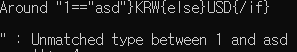 Around "1=="asd"}KRW{else}USD{/if}
" : Unmatched type between 1 and asd